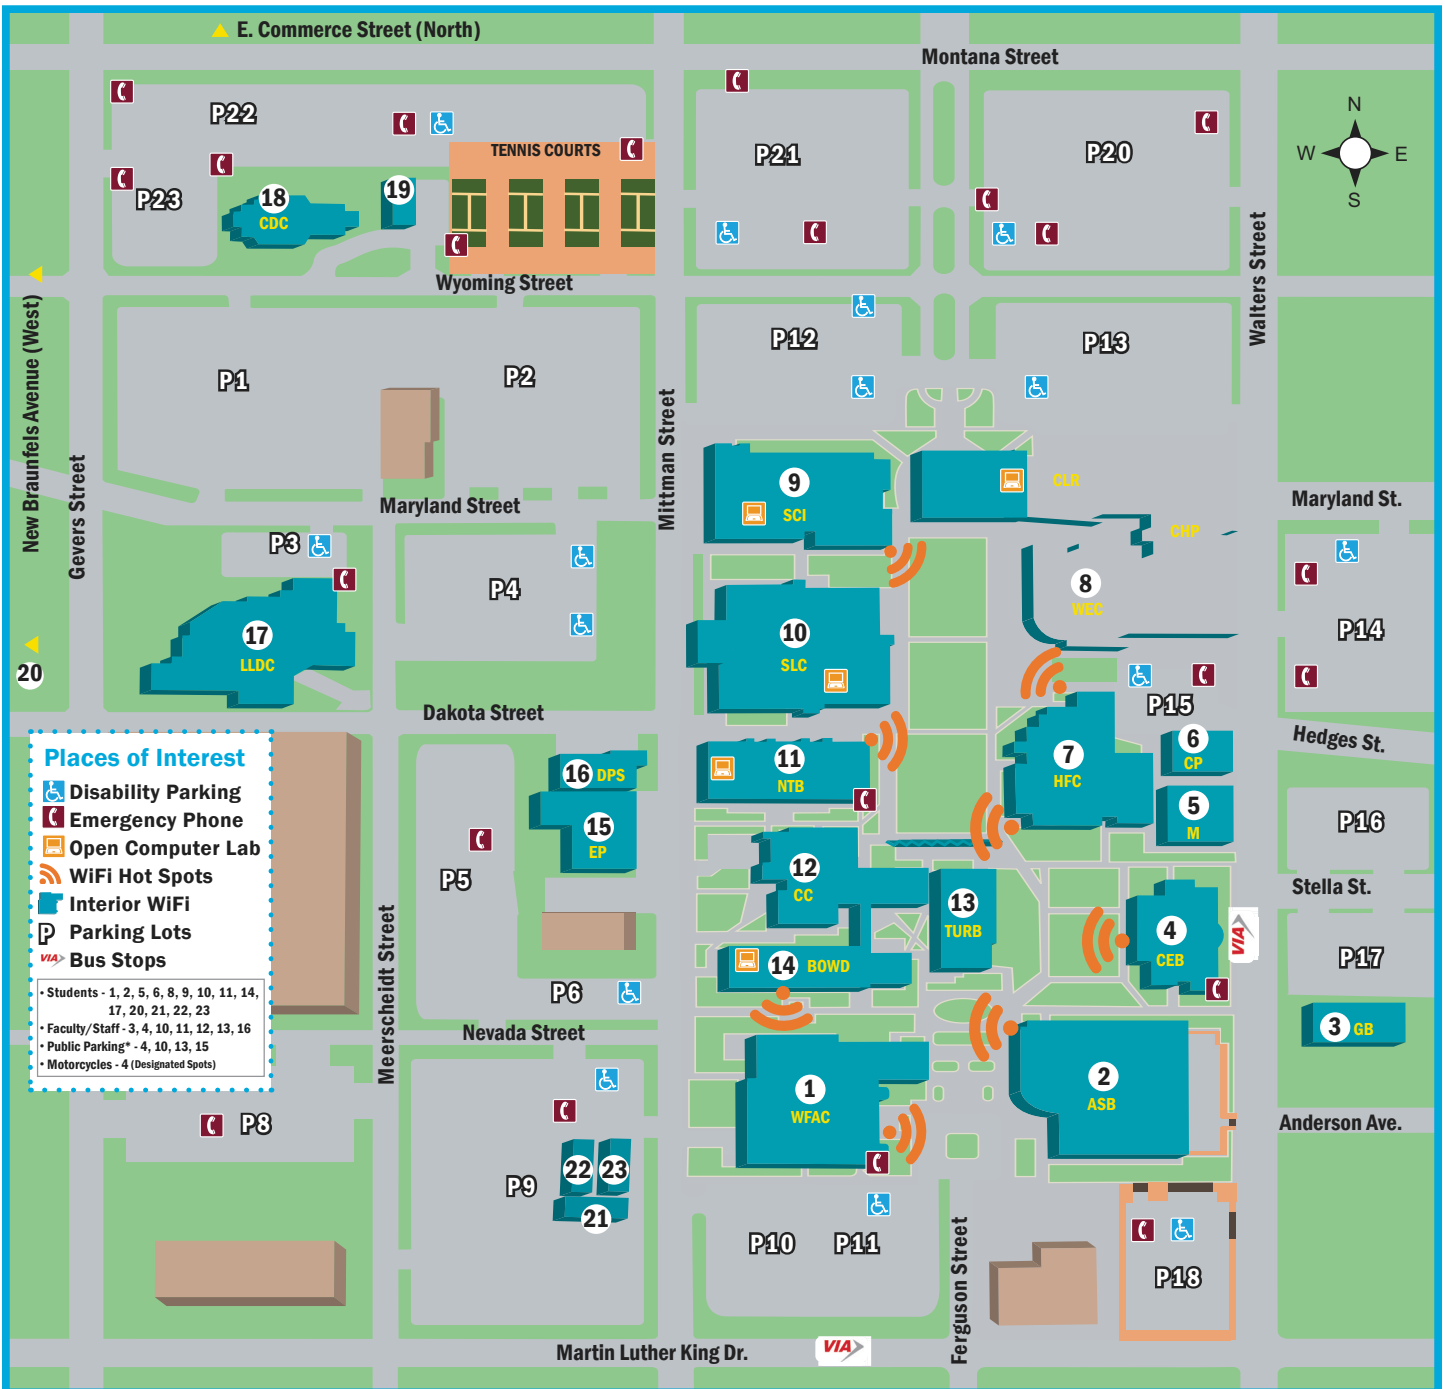 E. Commerce Street (North)
Montana Street
P22
P21
P20
N
W E
S
TENNIS COURTS
P23
18
CDC
19
Wyoming Street
Walters Street
New Braunfels Avenue (West)
P12
P13
P1
P2
Mittman Street
Gevers Street
Maryland Street
Maryland St.
9
SCI
CLR
CHP
P3
P4
8
WEC
P14
17
LLDC
10
SLC
20
P15
Dakota Street
Hedges St.
6
CP
7
HFC
11
NTB
16 DPS
5
M
15
EP
P16
P5
12
CC
Stella St.
13
TURB
4
CEB
VIA
14 BOWD
P17
P6
Meerscheidt Street
Nevada Street
3 GB
Places of Interest
Disability Parking
Emergency Phone
Open Computer Lab
WiFi Hot Spots
Interior WiFi
P Parking Lots
VIA Bus Stops
• Students - 1, 2, 5, 6, 8, 9, 10, 11, 14,
17, 20, 21, 22, 23
• Faculty/Staff - 3, 4, 10, 11, 12, 13, 16
• Public Parking* - 4, 10, 13, 15
• Motorcycles - 4 (Designated Spots)
1
WFAC
2
ASB
P8
Anderson Ave.
22
23
P9
21
P10
P11
Ferguson Street
P18
Martin Luther King Dr.
VIA